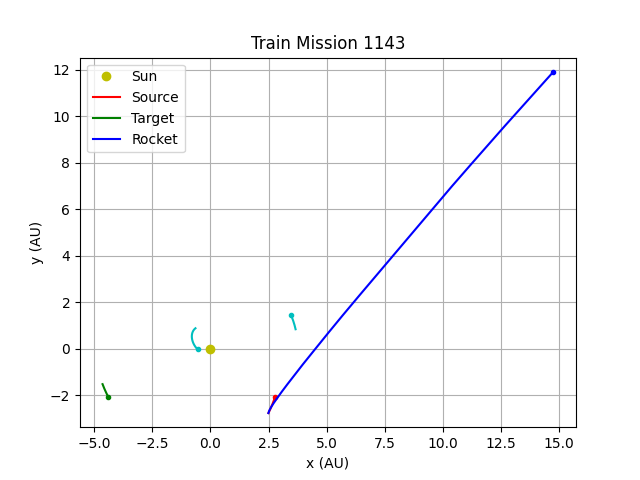 Train Mission 1143
Sun
Source
Target
Rocket
12
10
8
6
4
2
0
−2
y (AU)
−5.0 −2.5 0.0 2.5 5.0 7.5 10.0 12.5 15.0
x (AU)